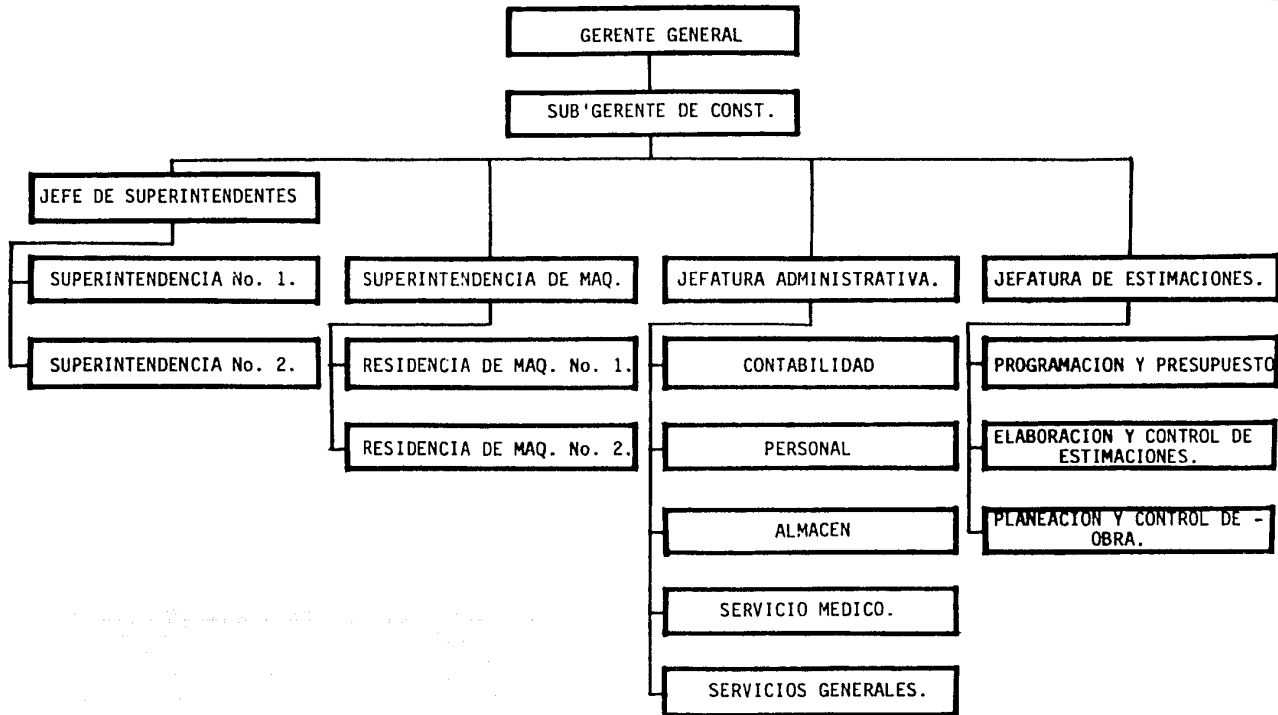 GERENTE GENERAL
SUB'GERENTE DE CONST.
JEFE DE SUPERINTENDENTES
SUPERINTENDENCIA No. 1.
SUPERINTENDENCIA No. 2.
SUPERINTENDENCIA DE MAQ.
RESIDENCIA DE MAQ. No. 1.
RESIDENCIA DE MAQ. No. 2.
JEFATURA ADMINISTRATIVA.
CONTABILIDAD
PERSONAL
ALMACEN
SERVICIO MEDICO.
SERVICIOS GENERALES.
JEFATURA DE ESTIMACIONES.
PROGRAMACION Y PRESUPUESTO
ELABORACION Y CONTROL DE
ESTIMACIONES.
PLANEACION Y CONTROL DE -
OBRA.